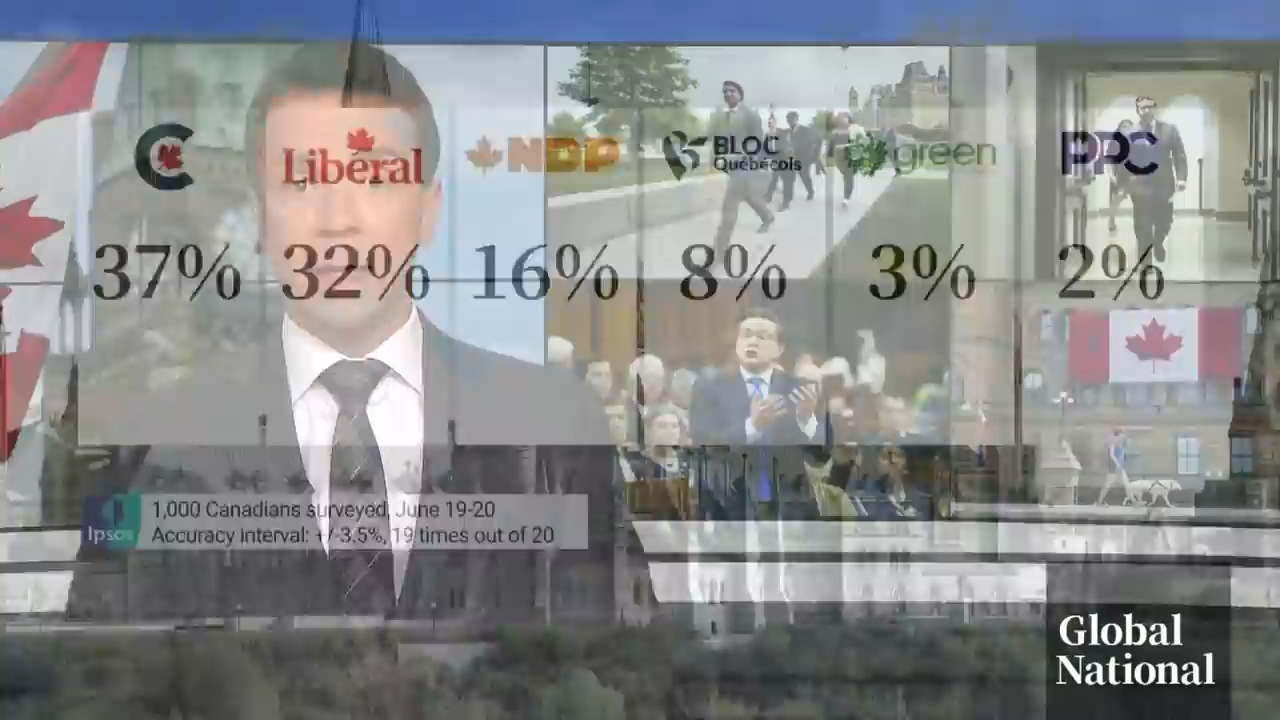 Libéral
NDP
BLOC
Québécois
green
PPC
37%
32%
16%
8%
3%
2%
Ipsos
1,000 Canadians surveyed, June 19-20
Accuracy interval: +/-3.5%, 19 times out of 20
Global
National